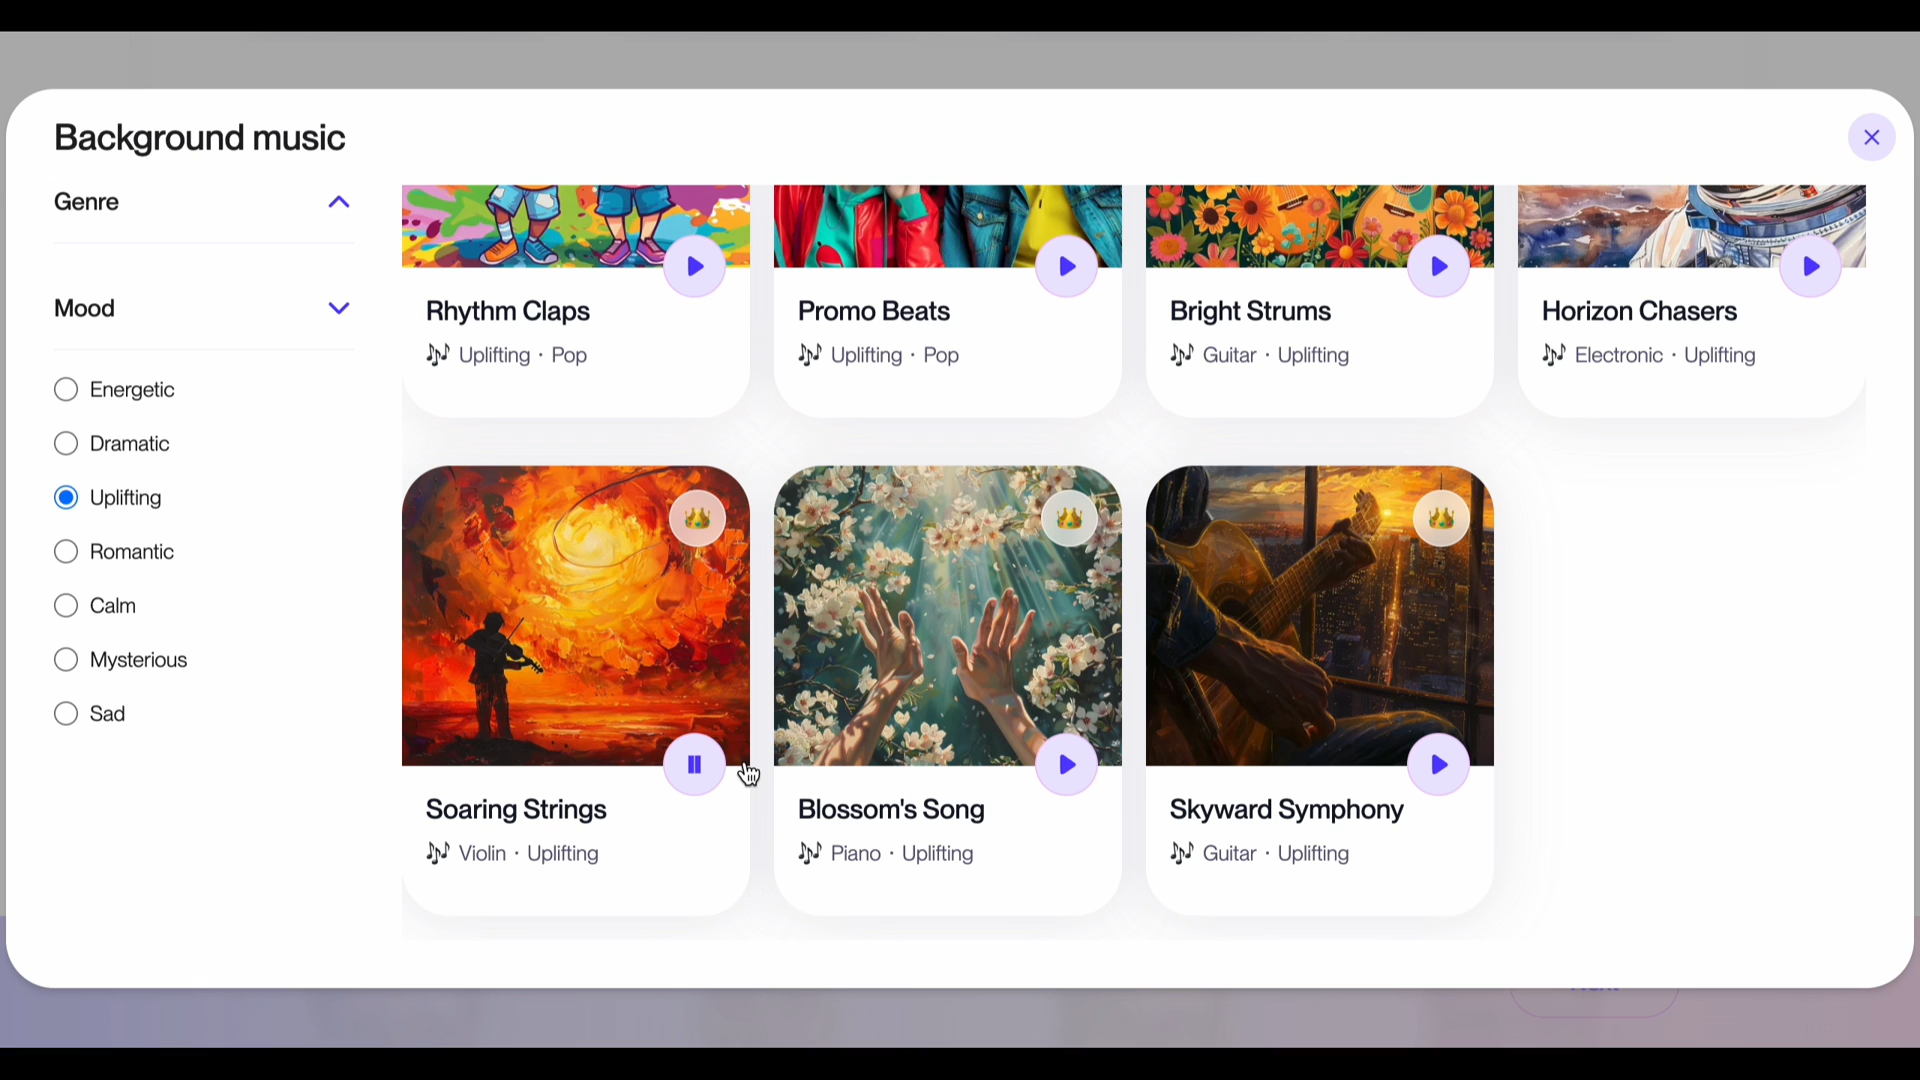 Background music
Genre
Mood
Energetic
Dramatic
Uplifting
Romantic
Calm
Mysterious
Sad
Rhythm Claps
Uplifting · Pop
Promo Beats
Uplifting · Pop
Bright Strums
Guitar · Uplifting
Horizon Chasers
Electronic · Uplifting
Soaring Strings
Violin · Uplifting
Blossom's Song
Piano · Uplifting
Skyward Symphony
Guitar · Uplifting